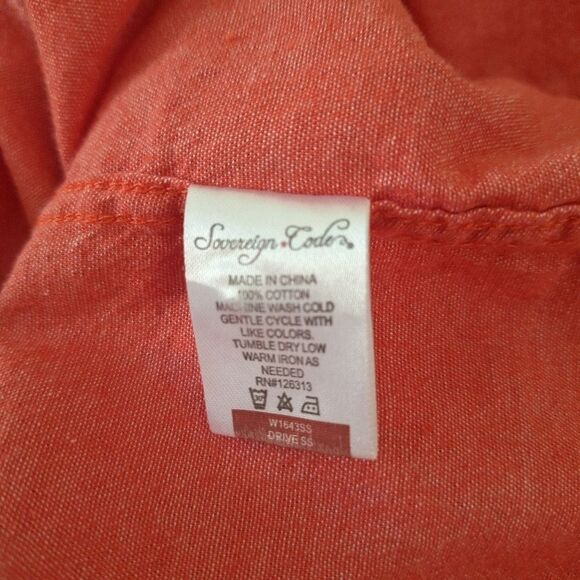 Sovereign Code
MADE IN CHINA
100% COTTON
MACHINE WASH COLD
GENTLE CYCLE WITH
LIKE COLORS.
TUMBLE DRY LOW
WARM IRON AS
NEEDED
RN#126313
30°
W1643SS
DRIVE SS